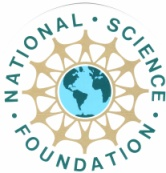 NATIONAL · SCIENCE ·
FOUNDATION ·